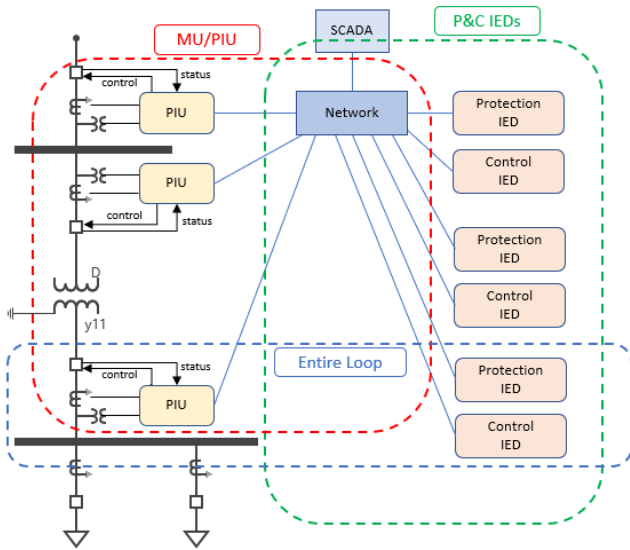 SCADA
P&C IEDs
MU/PIU
status
control
PIU
Network
Protection
IED
Control
IED
PIU
control
status
Protection
IED
Control
IED
D
y11
Entire Loop
status
control
PIU
Protection
IED
Control
IED